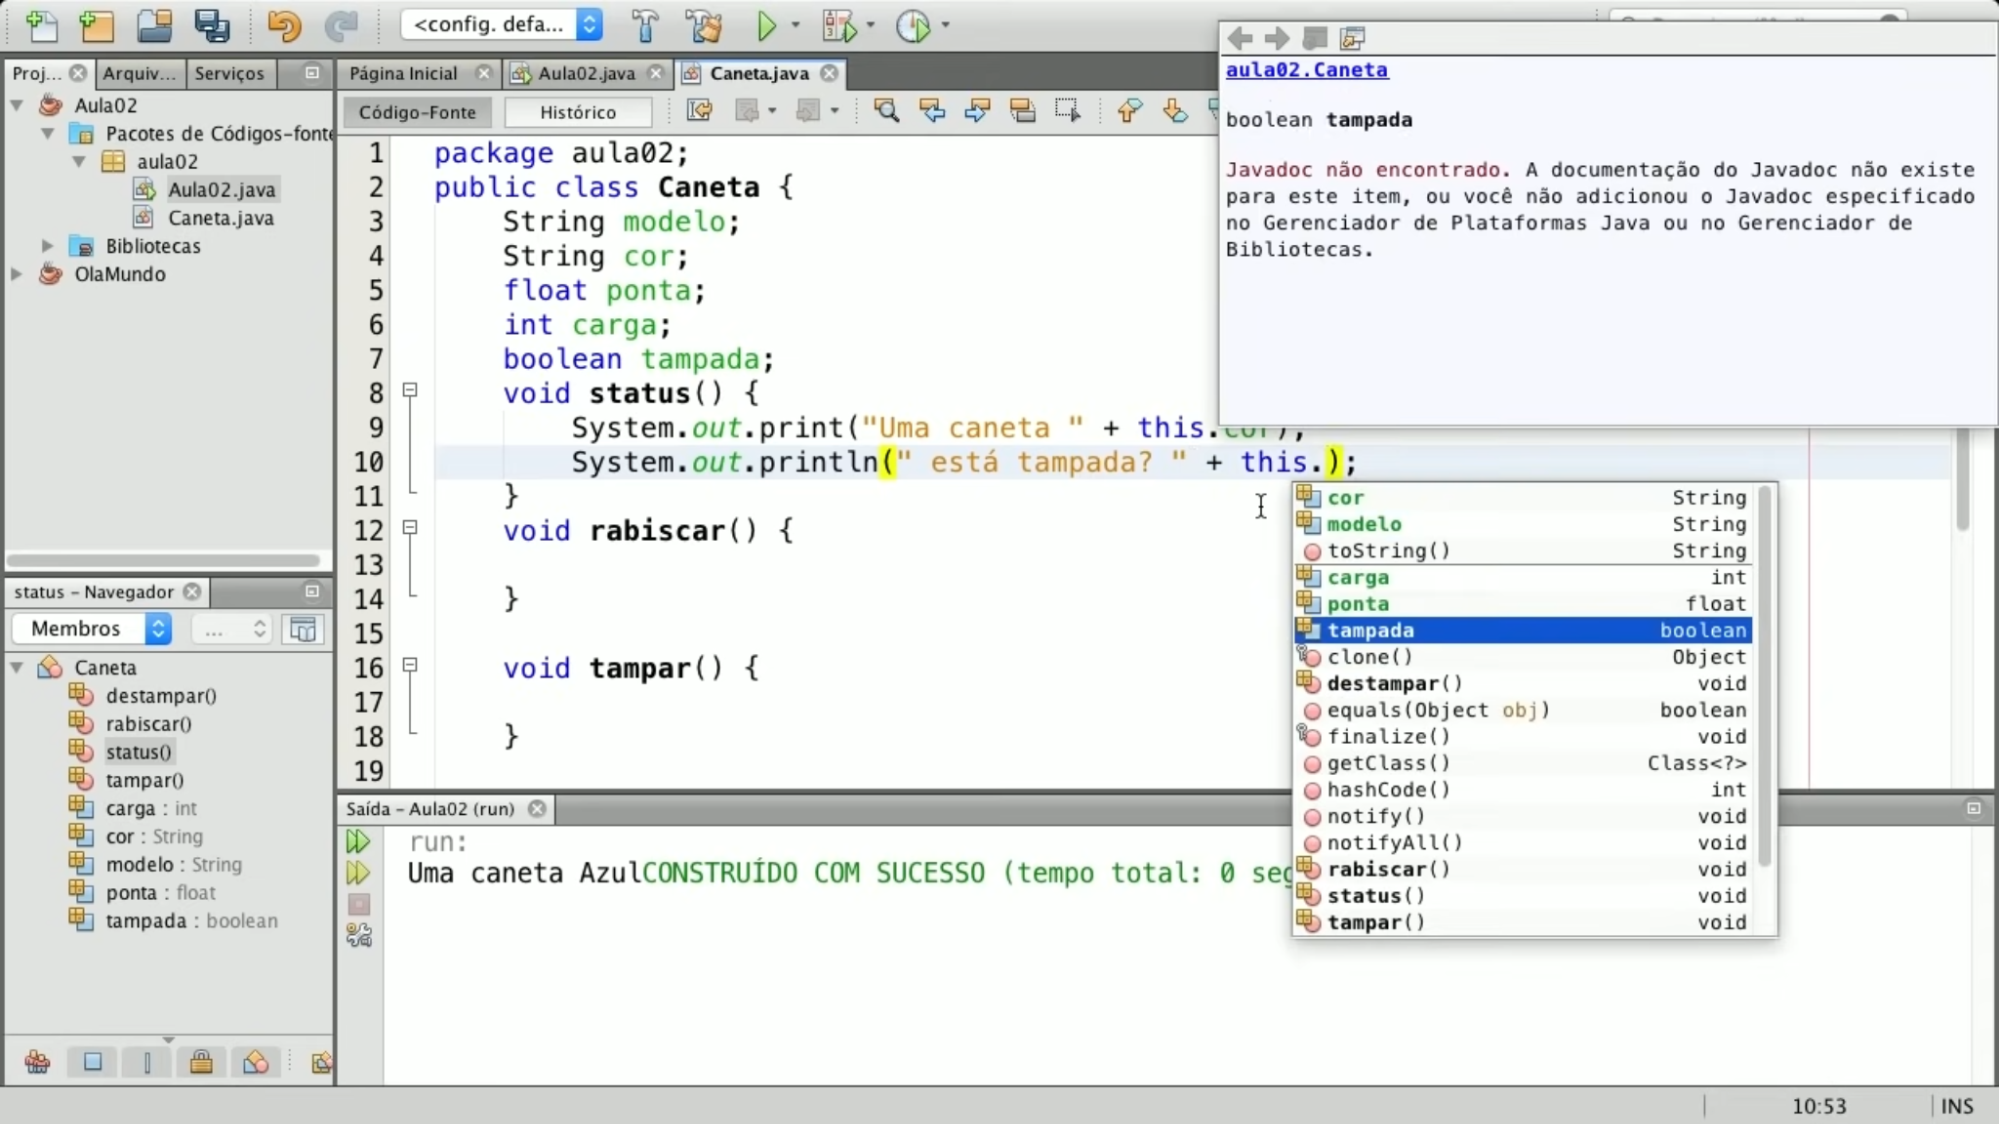 <config. defa...
Proj...
Arquiv...
Serviços
Aula02
Pacotes de Códigos-fonte
aula02
Aula02.java
Caneta.java
Bibliotecas
OlaMundo
status – Navegador
Membros
...
Caneta
destampar()
rabiscar()
status()
tampar()
carga : int
cor : String
modelo : String
ponta : float
tampada : boolean
Página Inicial
Aula02.java
Caneta.java
Código-Fonte
Histórico
1 package aula02;
2 public class Caneta {
3 String modelo;
4 String cor;
5 float ponta;
6 int carga;
7 boolean tampada;
8 void status() {
9 System.out.print("Uma caneta " + this.cor);
10 System.out.println(" está tampada? " + this.);
11 }
12 void rabiscar() {
13
14 }
15
16 void tampar() {
17
18 }
19
aula02.Caneta
boolean tampada
Javadoc não encontrado. A documentação do Javadoc não existe
para este item, ou você não adicionou o Javadoc especificado
no Gerenciador de Plataformas Java ou no Gerenciador de
Bibliotecas.
cor String
modelo String
toString() String
carga int
ponta float
tampada boolean
clone() Object
destampar() void
equals(Object obj) boolean
finalize() void
getClass() Class<?>
hashCode() int
notify() void
notifyAll() void
rabiscar() void
status() void
tampar() void
Saída – Aula02 (run)
run:
Uma caneta AzulCONSTRUÍDO COM SUCESSO (tempo total: 0 seg
10:53
INS